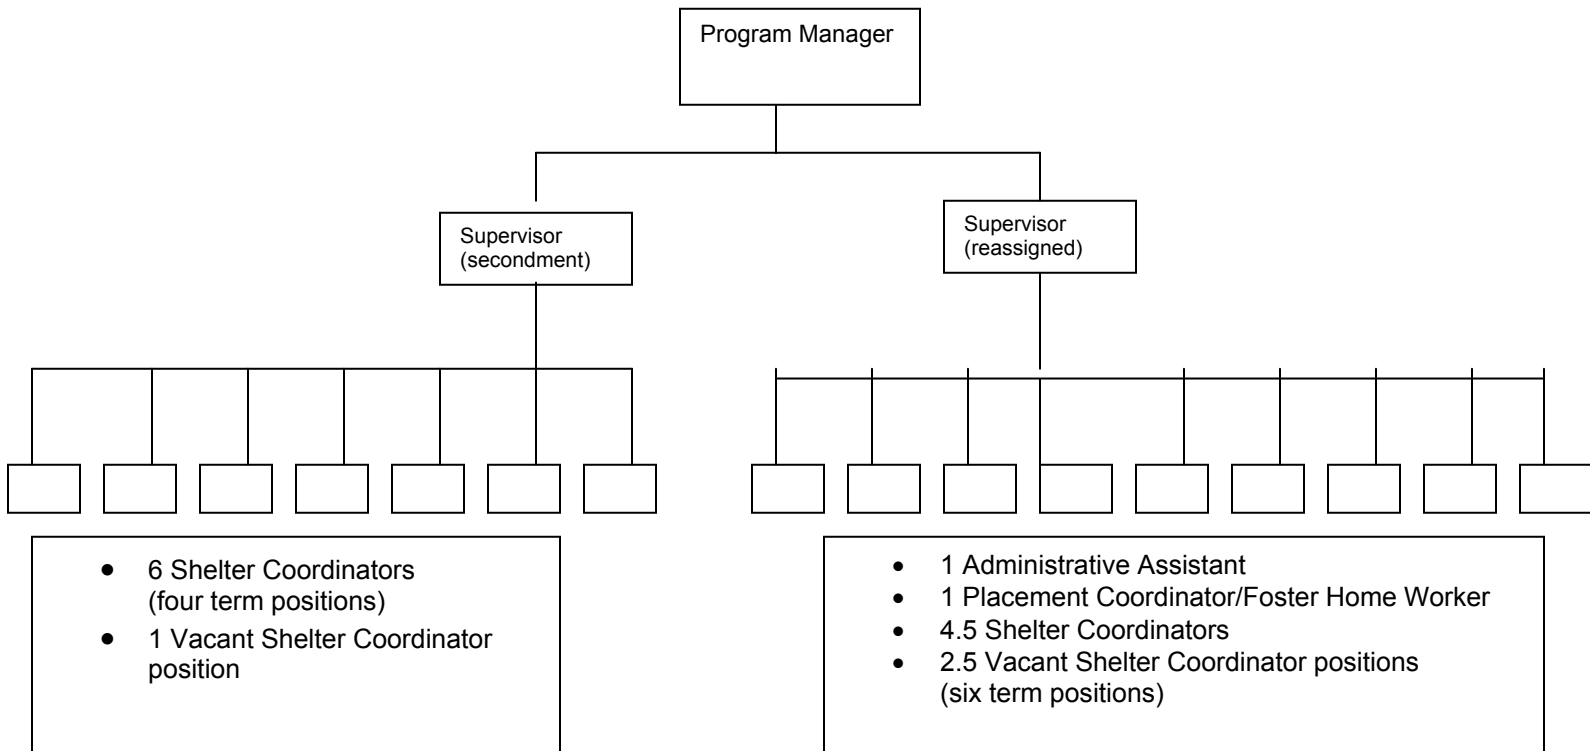 Program Manager
Supervisor
(secondment)
Supervisor
(reassigned)
• 6 Shelter Coordinators
(four term positions)
• 1 Vacant Shelter Coordinator
position
• 1 Administrative Assistant
• 1 Placement Coordinator/Foster Home Worker
• 4.5 Shelter Coordinators
• 2.5 Vacant Shelter Coordinator positions
(six term positions)